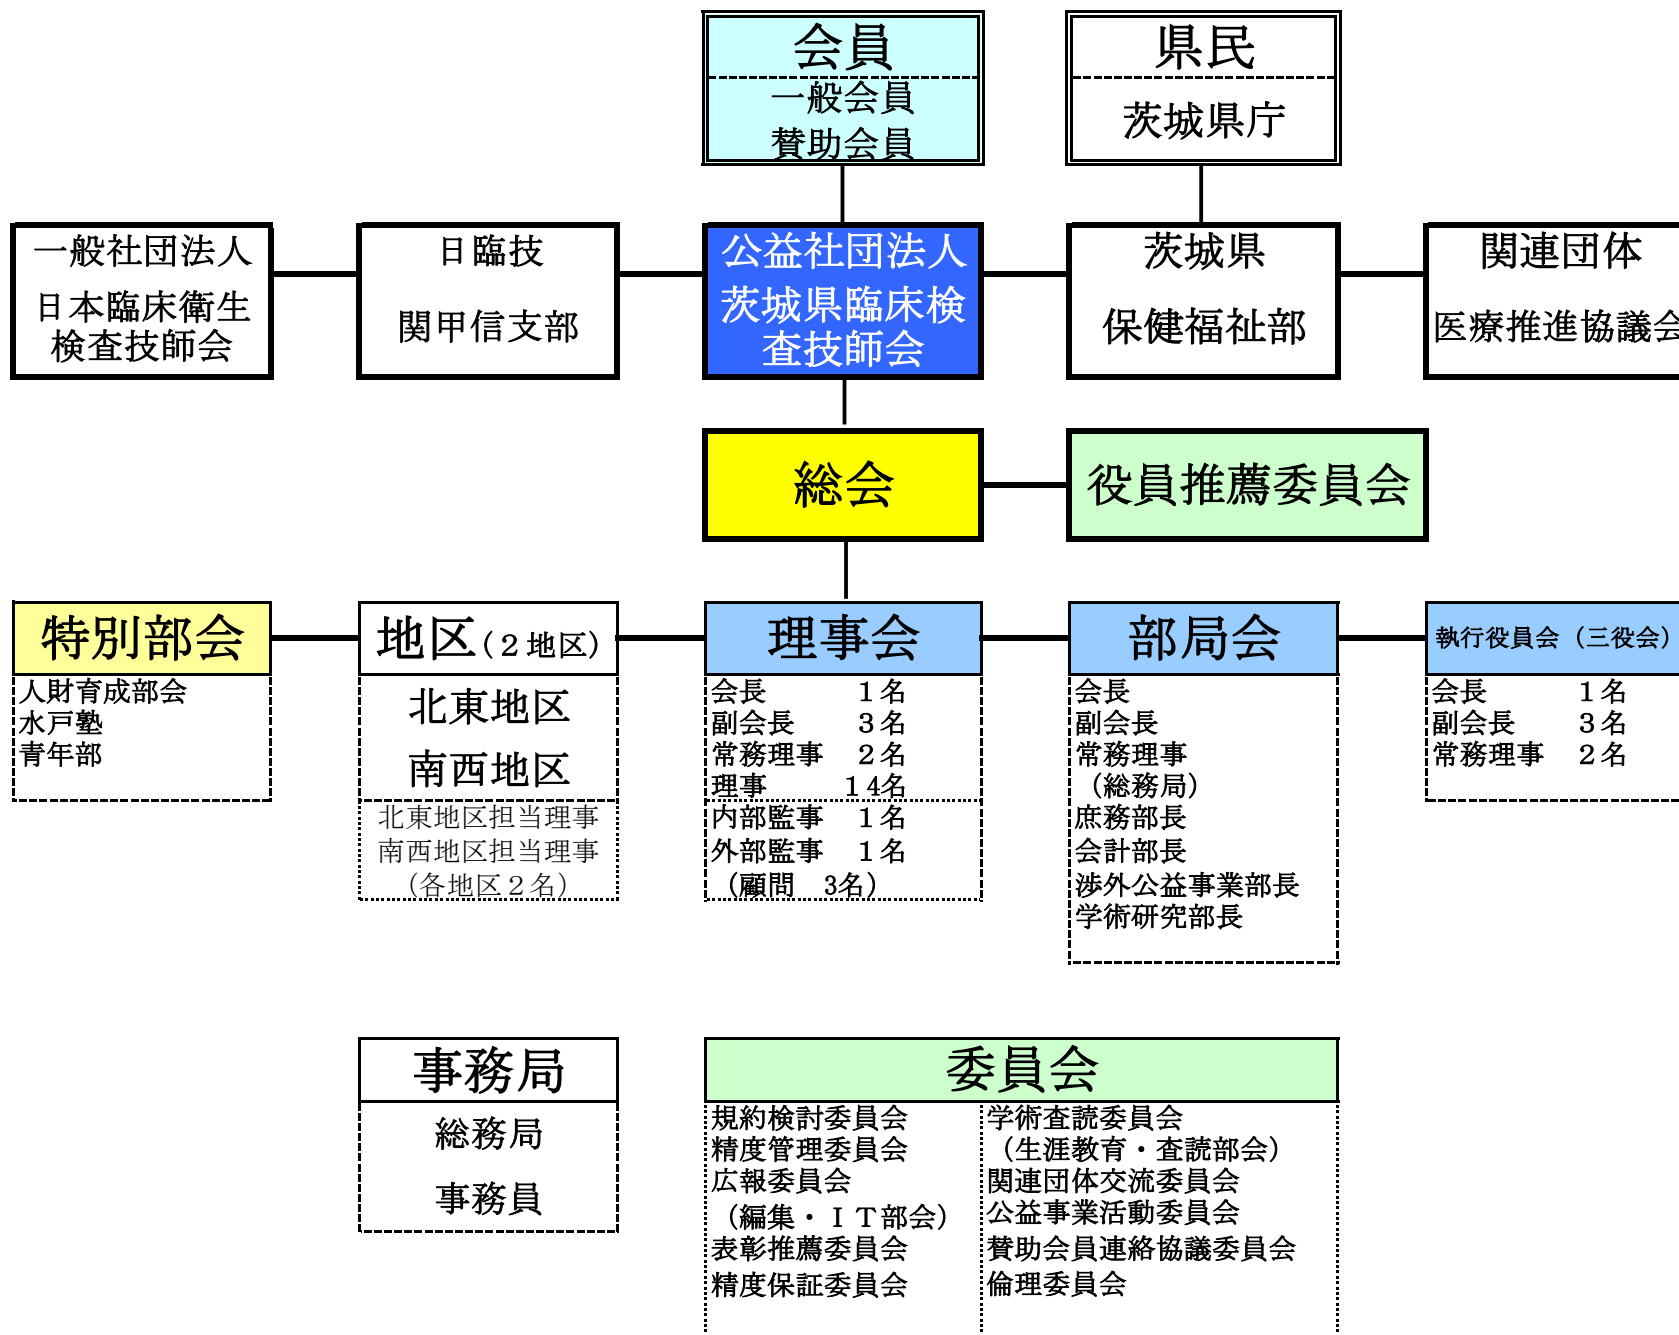 会員
一般会員
賛助会員
県民
茨城県庁
一般社団法人
日本臨床衛生
検査技師会
日臨技
関甲信支部
公益社団法人
茨城県臨床検
査技師会
茨城県
保健福祉部
関連団体
医療推進協議会
総会
役員推薦委員会
特別部会
人財育成部会
水戸塾
青年部
地区(２地区)
北東地区
南西地区
北東地区担当理事
南西地区担当理事
(各地区２名)
理事会
会長　１名
副会長　３名
常務理事　２名
理事　１4名
内部監事　１名
外部監事　１名
(顧問　3名)
部局会
会長
副会長
常務理事
(総務局)
庶務部長
会計部長
渉外公益事業部長
学術研究部長
執行役員会（三役会）
会長　１名
副会長　３名
常務理事　２名
事務局
総務局
事務員
委員会
規約検討委員会
精度管理委員会
広報委員会
(編集・ＩＴ部会)
表彰推薦委員会
精度保証委員会
学術査読委員会
(生涯教育・査読部会)
関連団体交流委員会
公益事業活動委員会
賛助会員連絡協議委員会
倫理委員会